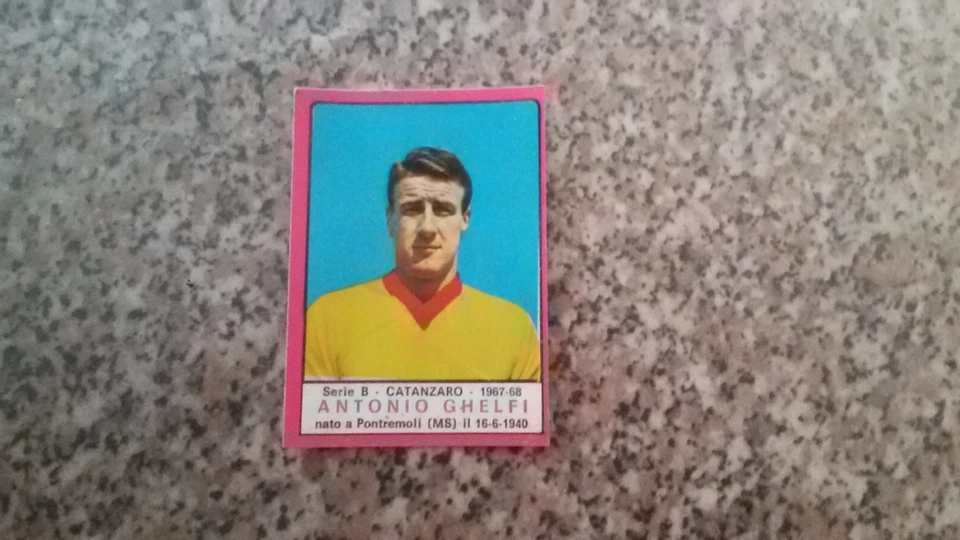 Serie B - CATANZARO - 1967-68
ANTONIO GHELFI
nato a Pontremoli (MS) il 16-6-1940